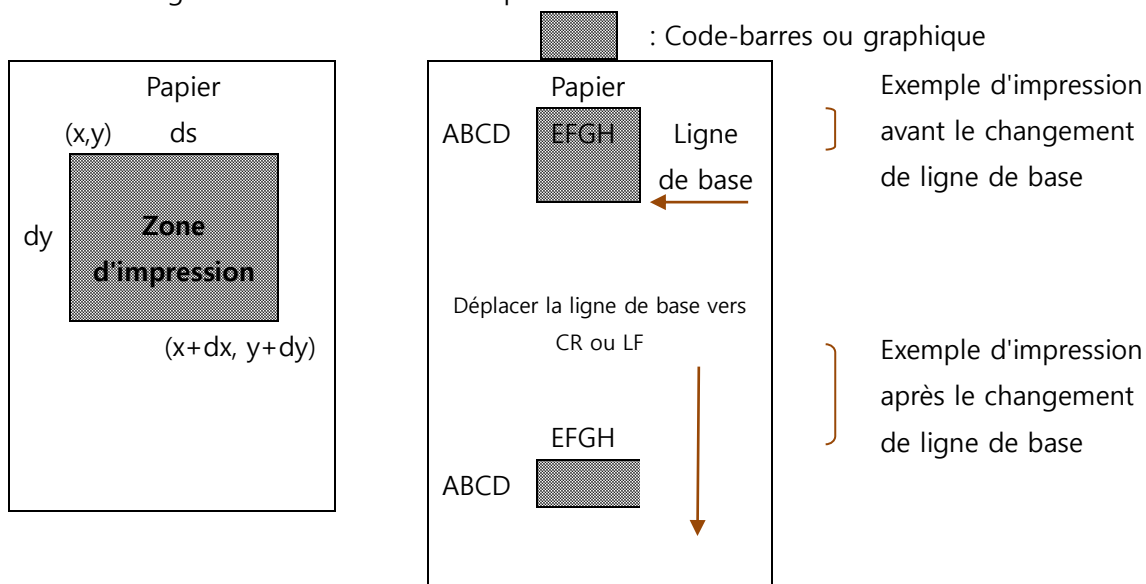 : Code-barres ou graphique
Papier
(x,y) ds
dy
Zone
d'impression
(x+dx, y+dy)
Papier
ABCD EFGH Ligne
de base
Déplacer la ligne de base vers
CR ou LF
EFGH
ABCD
Exemple d'impression
avant le changement
de ligne de base
Exemple d'impression
après le changement
de ligne de base